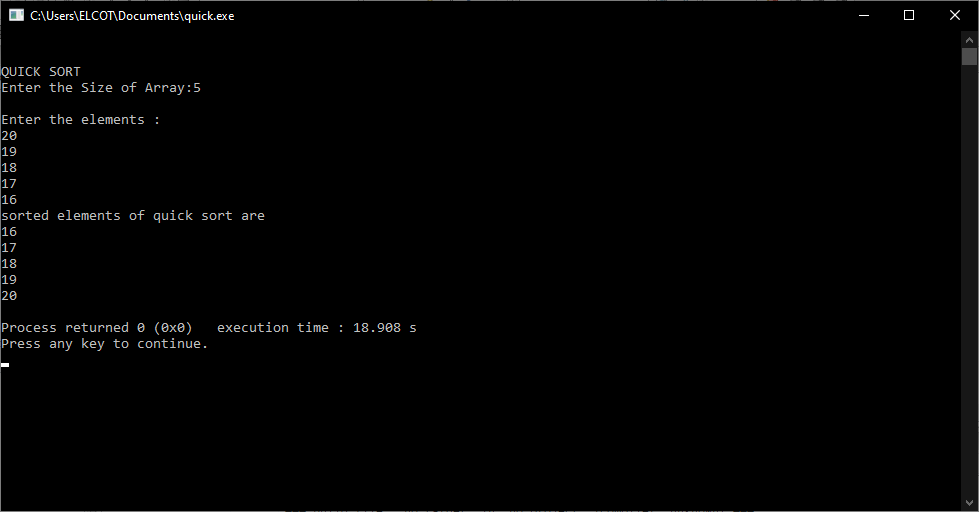 C:\Users\ELCOT\Documents\quick.exe
QUICK SORT
Enter the Size of Array:5
Enter the elements :
20
19
18
17
16
sorted elements of quick sort are
16
17
18
19
20
Process returned 0 (0x0)   execution time : 18.908 s
Press any key to continue.